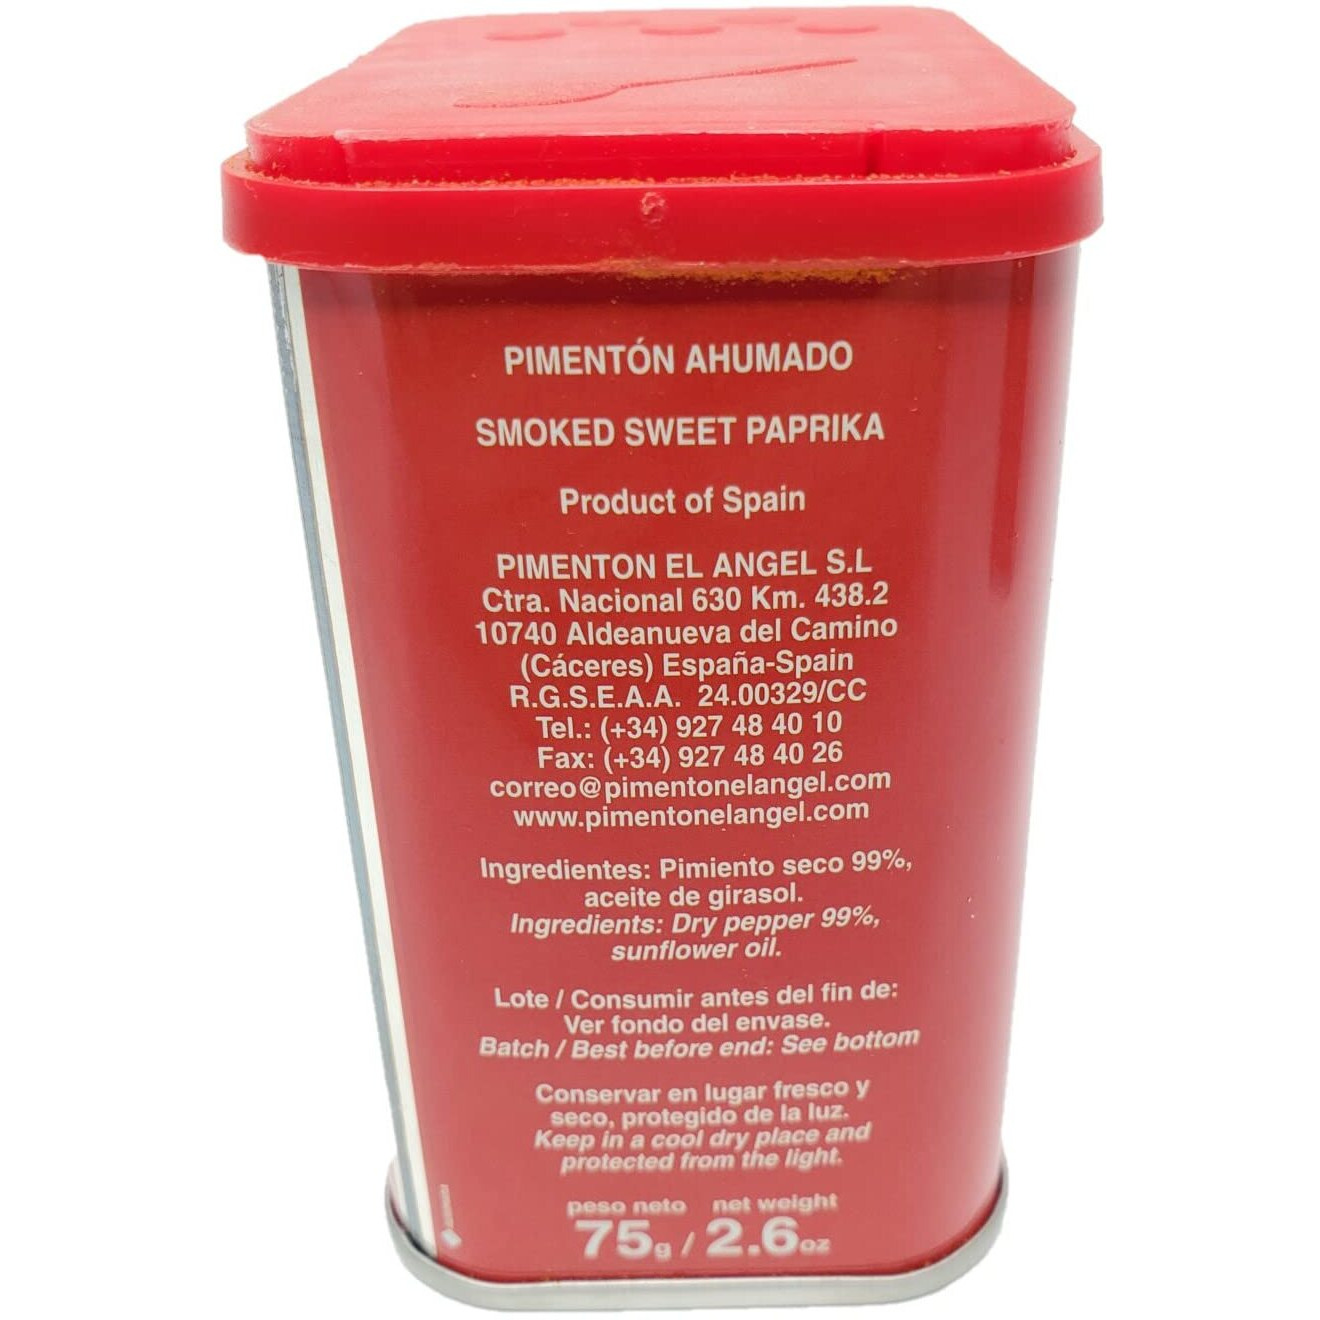 PIMENTÓN AHUMADO
SMOKED SWEET PAPRIKA
Product of Spain
PIMENTON EL ANGEL S.L
Ctra. Nacional 630 Km. 438.2
10740 Aldeanueva del Camino
(Cáceres) España-Spain
R.G.S.E.A.A. 24.00329/CC
Tel.: (+34) 927 48 40 10
Fax: (+34) 927 48 40 26
correo@pimentonelangel.com
www.pimentonelangel.com
Ingredientes: Pimiento seco 99%,
aceite de girasol.
Ingredients: Dry pepper 99%,
sunflower oil.
Lote / Consumir antes del fin de:
Ver fondo del envase.
Batch / Best before end: See bottom
Conservar en lugar fresco y
seco, protegido de la luz.
Keep in a cool dry place and
protected from the light.
peso neto net weight
75g / 2.6oz